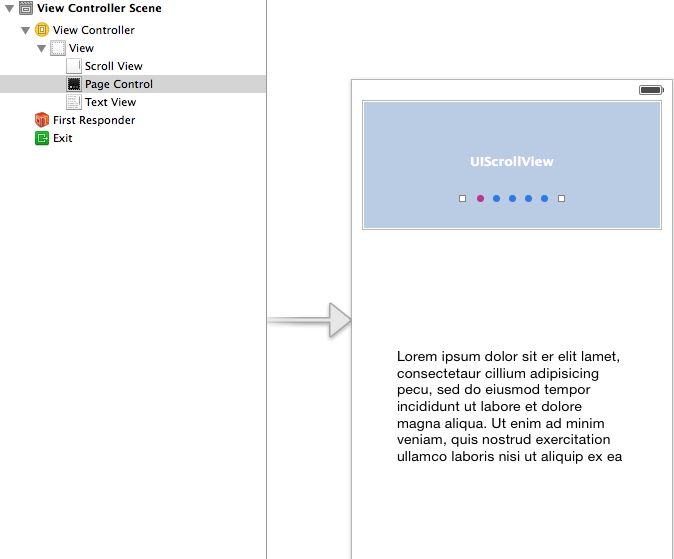 View Controller Scene
View Controller
View
Scroll View
Page Control
Text View
First Responder
Exit
UIScrollView
Lorem ipsum dolor sit er elit lamet,
consectetaur cillium adipisicing
pecu, sed do eiusmod tempor
incididunt ut labore et dolore
magna aliqua. Ut enim ad minim
veniam, quis nostrud exercitation
ullamco laboris nisi ut aliquip ex ea